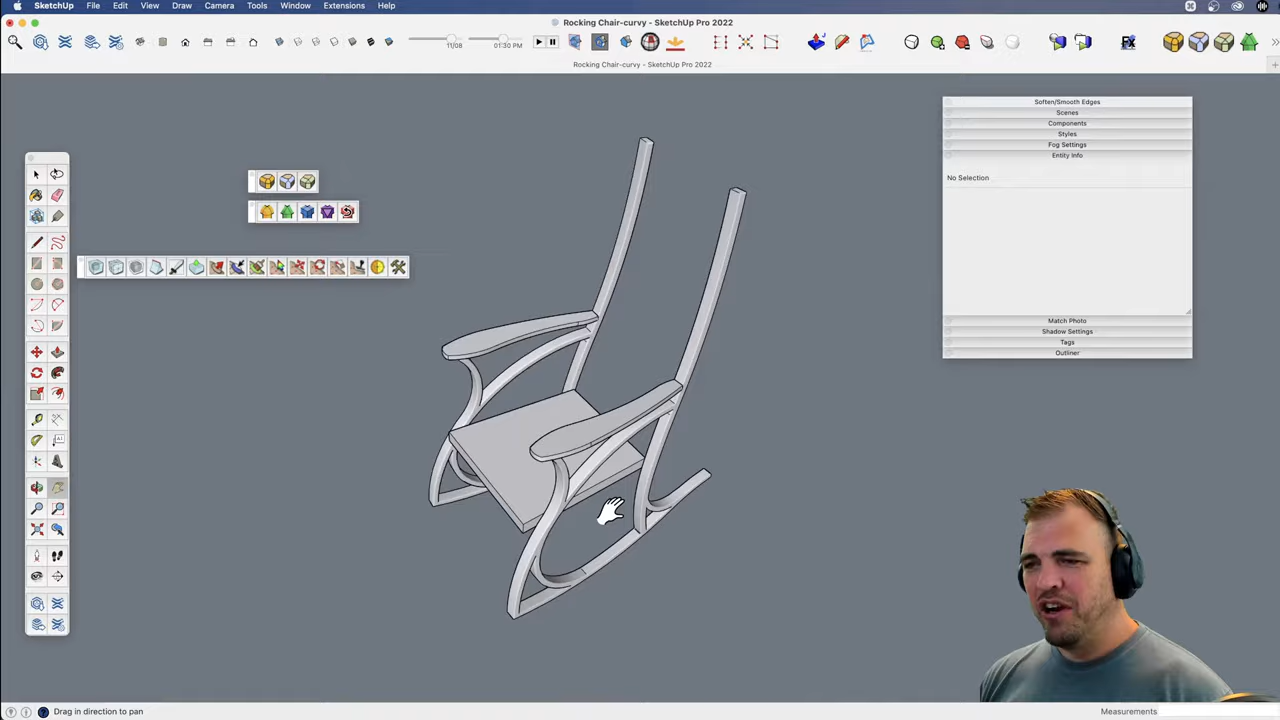 SketchUp File Edit View Draw Camera Tools Window Extensions Help
Rocking Chair-curvy - SketchUp Pro 2022
11/08 01:30 PM
Rocking Chair-curvy - SketchUp Pro 2022
Soften/Smooth Edges
Scenes
Components
Styles
Fog Settings
Entity Info
No Selection
Match Photo
Shadow Settings
Tags
Outliner
Drag in direction to pan
Measurements